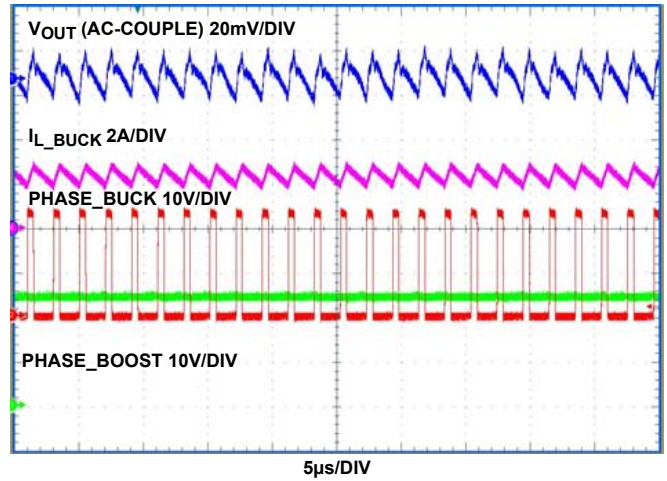 VOUT (AC-COUPLE) 20mV/DIV
IL_BUCK 2A/DIV
PHASE_BUCK 10V/DIV
PHASE_BOOST 10V/DIV
5µs/DIV